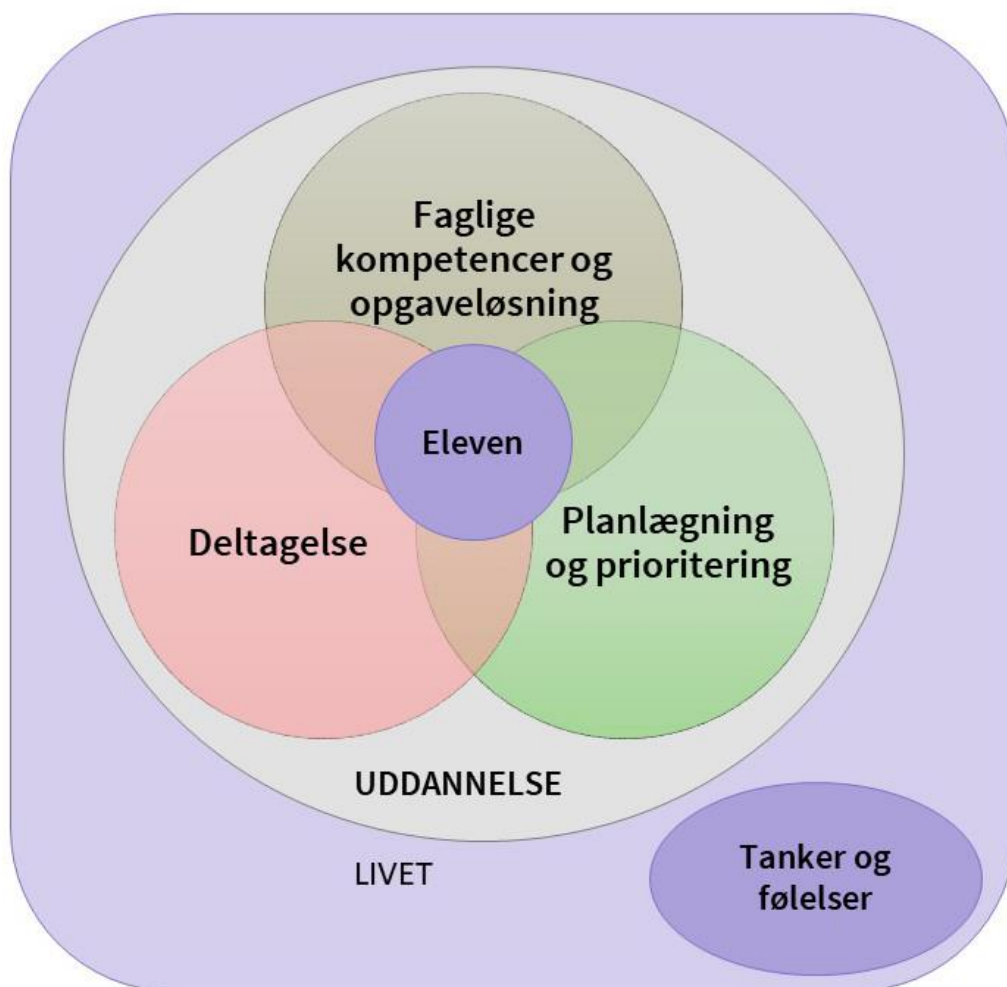 Faglige
kompetencer og
opgaveløsning
Eleven
Deltagelse
Planlægning
og prioritering
UDDANNELSE
LIVET
Tanker og
følelser